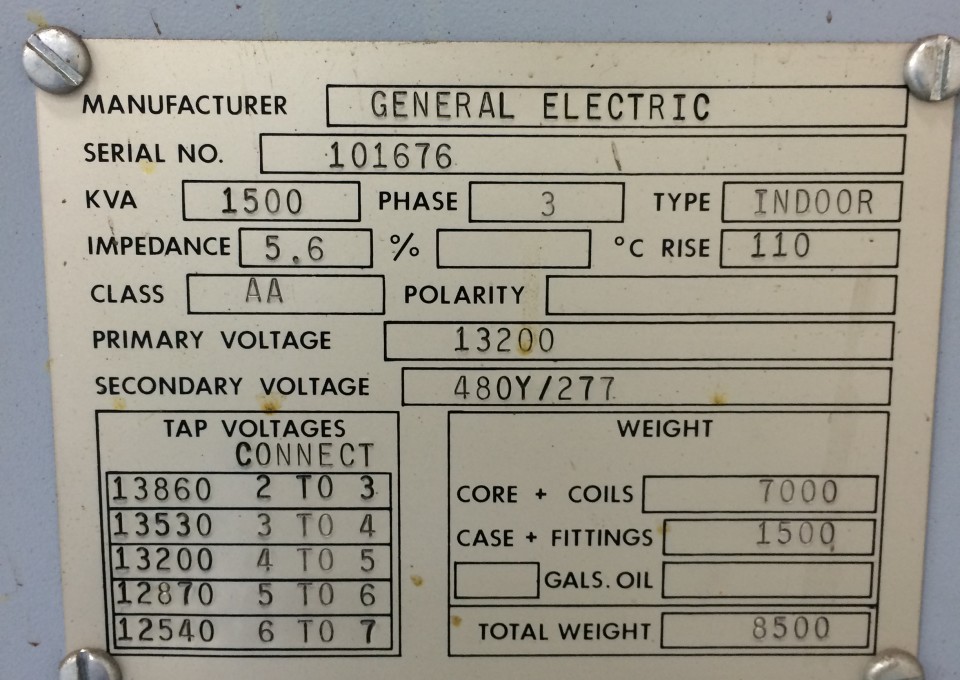 MANUFACTURER GENERAL ELECTRIC
SERIAL NO. 101676
KVA 1500 PHASE 3 TYPE INDOOR
IMPEDANCE 5.6 % °C RISE 110
CLASS AA POLARITY
PRIMARY VOLTAGE 13200
SECONDARY VOLTAGE 480Y/277
TAP VOLTAGES
CONNECT
13860 2 TO 3
13530 3 TO 4
13200 4 TO 5
12870 5 TO 6
12540 6 TO 7
WEIGHT
CORE + COILS 7000
CASE + FITTINGS 1500
GALS. OIL
TOTAL WEIGHT 8500